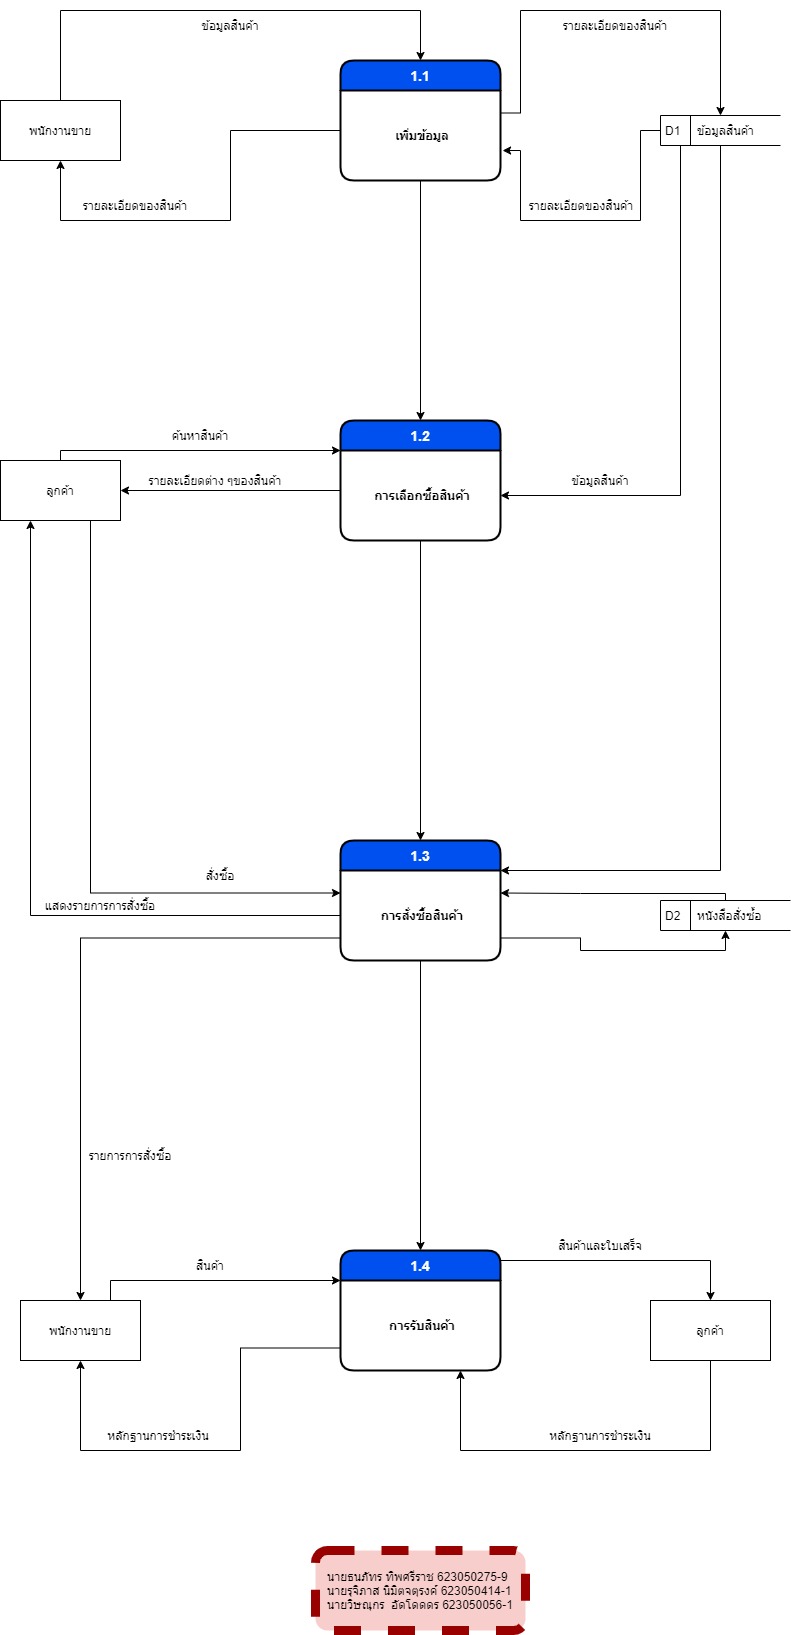 ข้อมูลสินค้า
รายละเอียดของสินค้า
1.1
เพิ่มข้อมูล
พนักงานขาย
D1
ข้อมูลสินค้า
รายละเอียดของสินค้า
รายละเอียดของสินค้า
ค้นหาสินค้า
1.2
การเลือกซื้อสินค้า
ลูกค้า
รายละเอียดต่าง ๆของสินค้า
ข้อมูลสินค้า
1.3
การสั่งซื้อสินค้า
สั่งซื้อ
แสดงรายการการสั่งซื้อ
D2
หนังสือสั่งซ้ือ
รายการการสั่งซื้อ
สินค้าและใบเสร็จ
สินค้า
1.4
การรับสินค้า
พนักงานขาย
ลูกค้า
หลักฐานการชำระเงิน
หลักฐานการชำระเงิน
นายธนภัทร ทิพศรีราช 623050275-9
นายรุจิภาส นิมิตจตุรงค์ 623050414-1
นายวิษณุกร อัดโดดดร 623050056-1